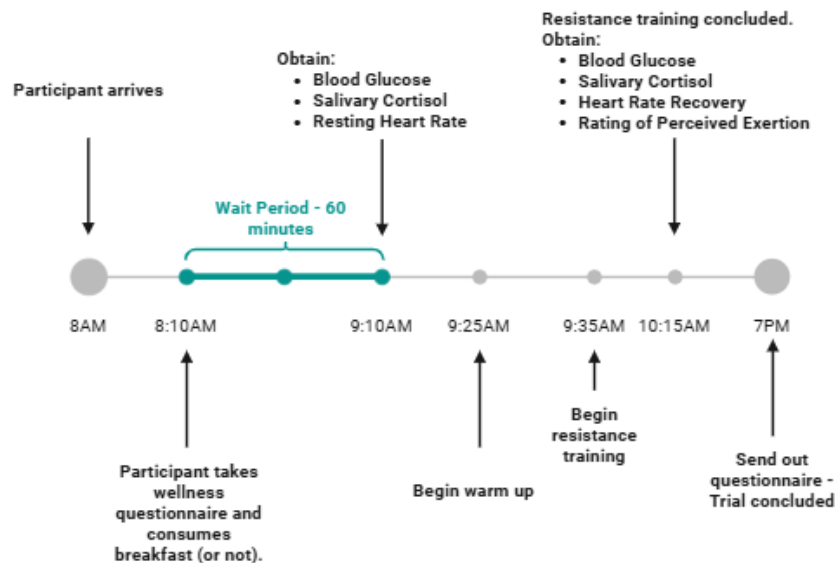 Participant arrives
Obtain:
• Blood Glucose
• Salivary Cortisol
• Resting Heart Rate
Resistance training concluded.
Obtain:
• Blood Glucose
• Salivary Cortisol
• Heart Rate Recovery
• Rating of Perceived Exertion
Wait Period - 60
minutes
8AM
8:10AM
9:10AM
9:25AM
9:35AM
10:15AM
7PM
Participant takes
wellness
questionnaire and
consumes
breakfast (or not).
Begin warm up
Begin
resistance
training
Send out
questionnaire -
Trial concluded